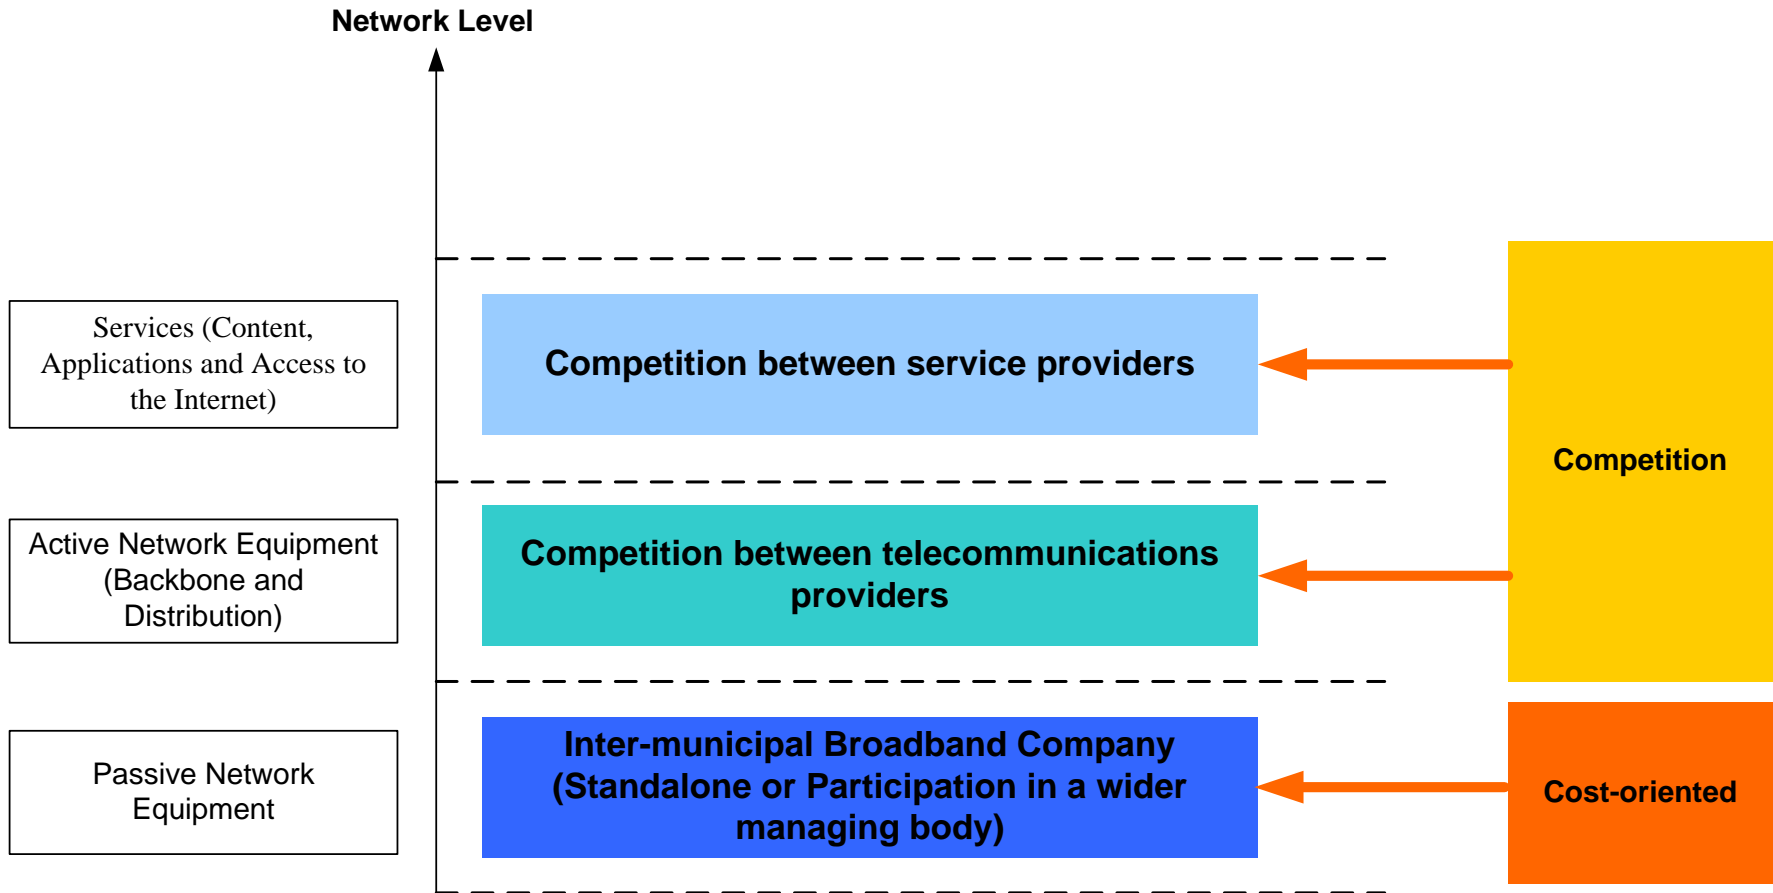 Network Level
Services (Content,
Applications and Access to
the Internet)
Competition between service providers
Competition
Active Network Equipment
(Backbone and
Distribution)
Competition between telecommunications
providers
Passive Network
Equipment
Inter-municipal Broadband Company
(Standalone or Participation in a wider
managing body)
Cost-oriented